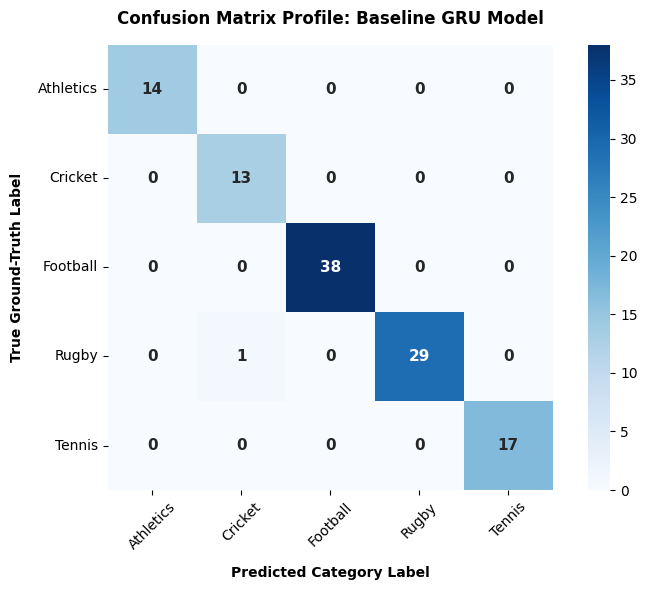 Confusion Matrix Profile: Baseline GRU Model
True Ground-Truth Label
Athletics 14 0 0 0 0
Cricket 0 13 0 0 0
Football 0 0 38 0 0
Rugby 0 1 0 29 0
Tennis 0 0 0 0 17
Athletics Cricket Football Rugby Tennis
Predicted Category Label
35
30
25
20
15
10
5
0